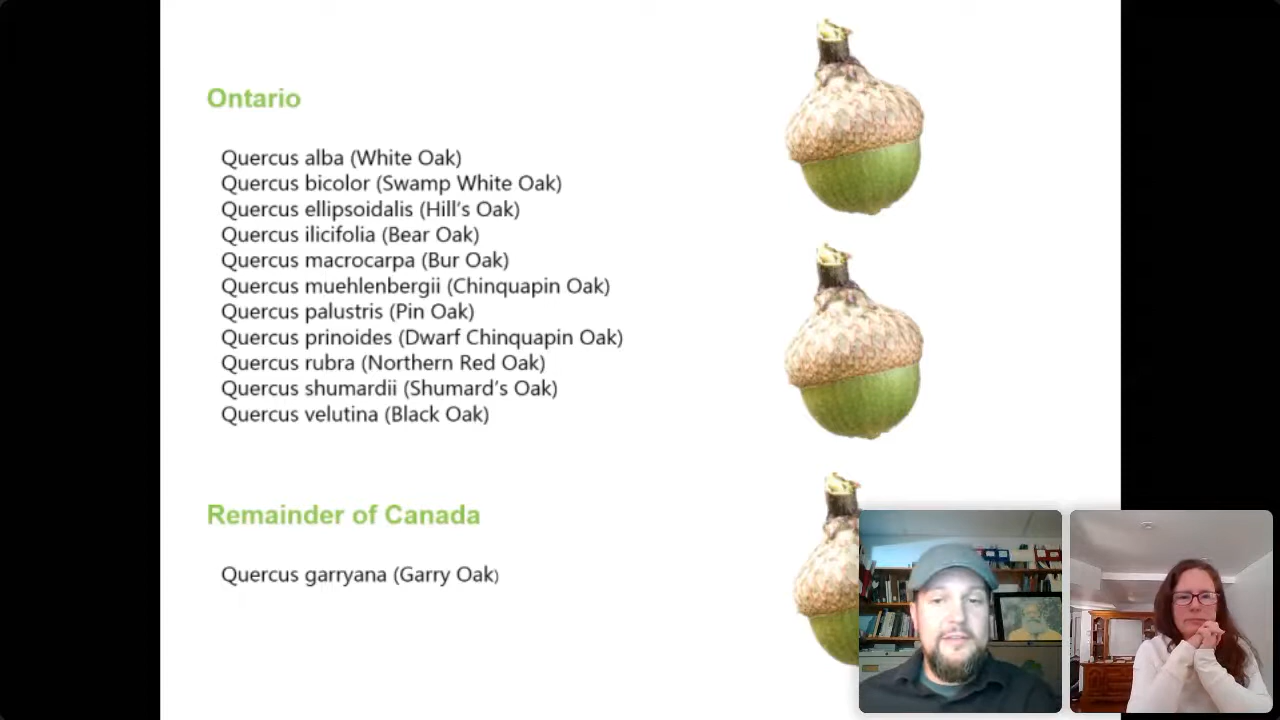 Ontario
Quercus alba (White Oak)
Quercus bicolor (Swamp White Oak)
Quercus ellipsoidalis (Hill's Oak)
Quercus ilicifolia (Bear Oak)
Quercus macrocarpa (Bur Oak)
Quercus muehlenbergii (Chinquapin Oak)
Quercus palustris (Pin Oak)
Quercus prinoides (Dwarf Chinquapin Oak)
Quercus rubra (Northern Red Oak)
Quercus shumardii (Shumard's Oak)
Quercus velutina (Black Oak)
Remainder of Canada
Quercus garryana (Garry Oak)